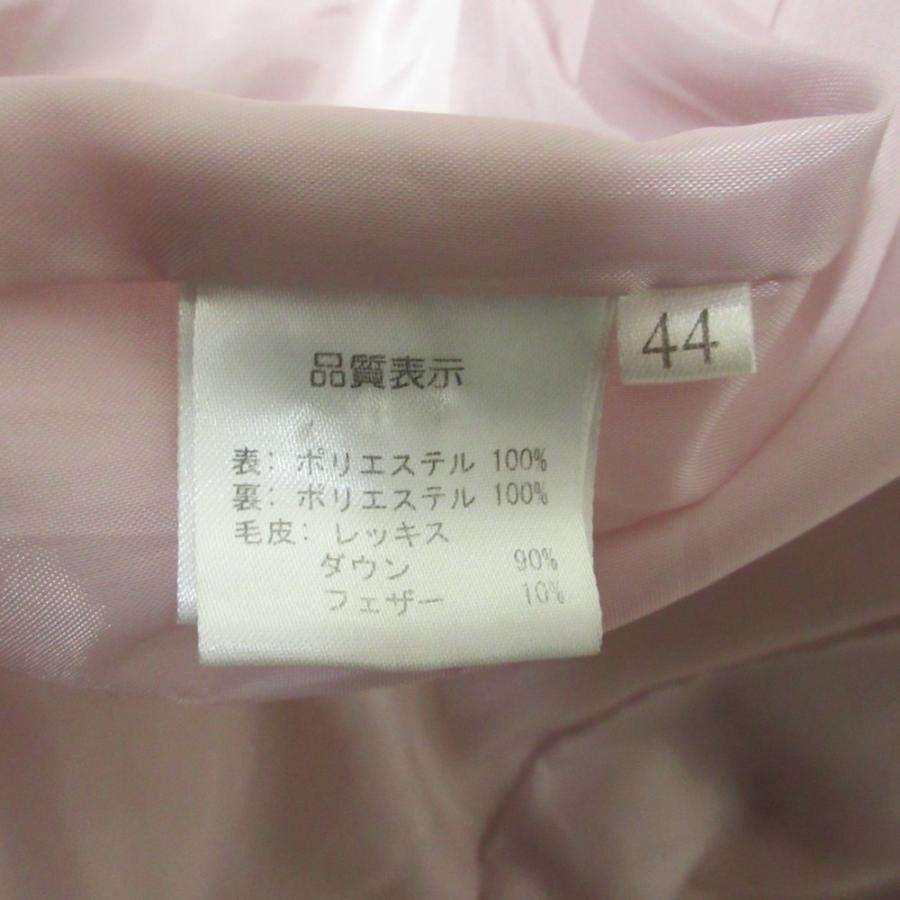 品質表示
44
表: ポリエステル 100%
裏: ポリエステル 100%
毛皮: レッキス
ダウン 90%
フェザー 10%